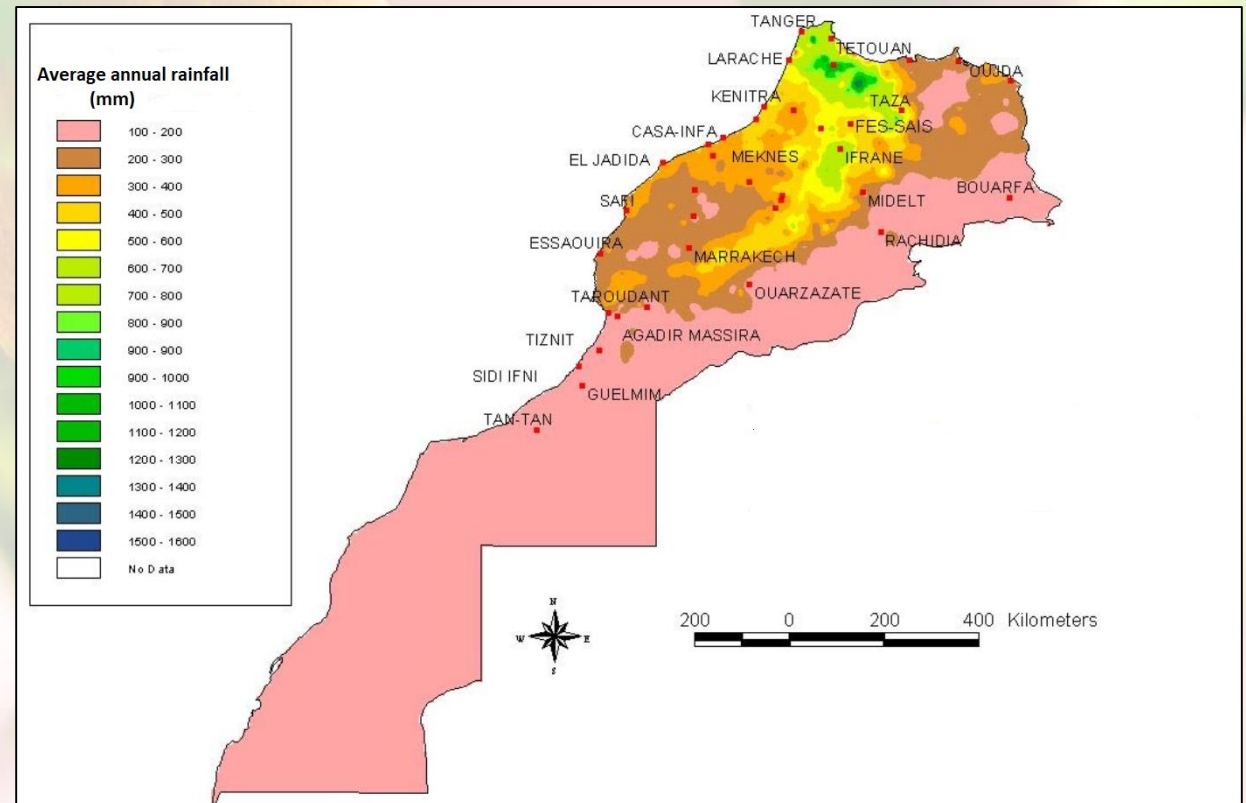 Average annual rainfall
(mm)
100 - 200
200 - 300
300 - 400
400 - 500
500 - 600
600 - 700
700 - 800
800 - 900
900 - 900
900 - 1000
1000 - 1100
1100 - 1200
1200 - 1300
1300 - 1400
1400 - 1500
1500 - 1600
No Data
TANGER
TETOUAN
LARACHE
OUJDA
KENITRA
TAZA
FES-SAIS
CASA-INFA
MEKNES
IFRANE
EL JADIDA
BOUARFA
SAFI
MIDELT
RACHIDIA
ESSAOUIRA
MARRAKECH
TAROUDANT
OUARZAZATE
AGADIR MASSIRA
TIZNIT
SIDI IFNI
GUELMIM
TAN-TAN
N
W E
S
200 0 200 400 Kilometers